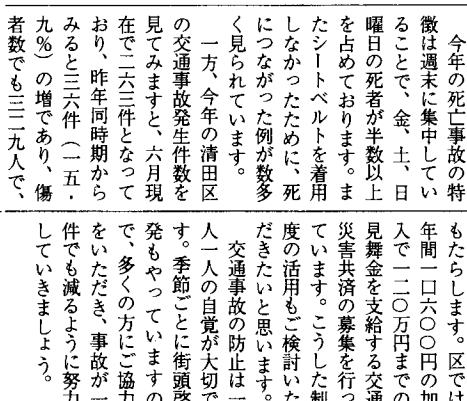 今年の死亡事故の特
徴は週末に集中してい
ることで、金、土、日
曜日の死者が半数以上
を占めております。ま
たシートベルトを着用
しなかったために、死
につながった例が数多
く見られています。
一方、今年の清田区
の交通事故発生件数を
見てみますと、六月現
在で二六三件となって
おり、昨年同時期から
みると三六件(一五・
九%)の増であり、傷
者数でも三二九人で、
もたらします。区では
年間一口六〇〇円の加
入で一二〇万円までの
見舞金を支給する交通
災害共済の募集を行っ
ています。こうした制
度の活用もご検討いた
だきたいと思います。
交通事故の防止は一
人一人の自覚が大切で
す。季節ごとに街頭啓
発もやっていますの
で、多くの方にご協力
をいただき、事故が一
件でも減るように努力
していきましょう。